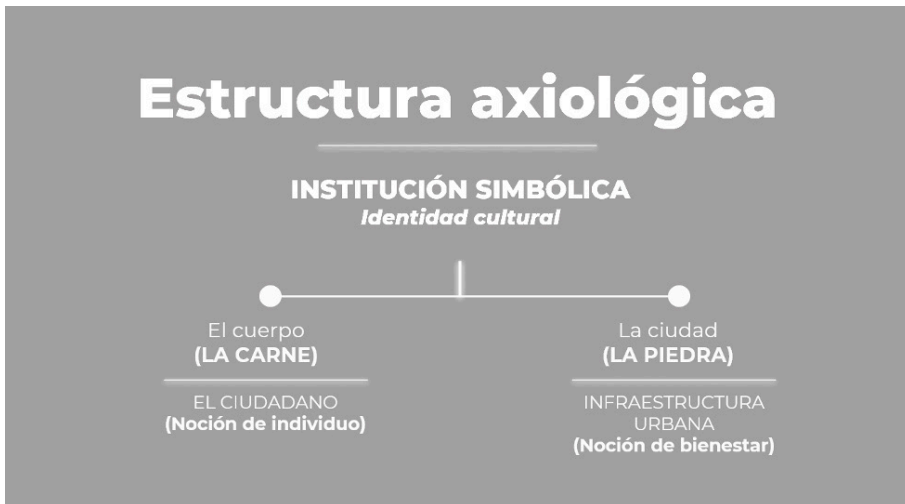 Estructura axiológica
INSTITUCIÓN SIMBÓLICA
Identidad cultural
El cuerpo
(LA CARNE)
EL CIUDADANO
(Noción de individuo)
La ciudad
(LA PIEDRA)
INFRAESTRUCTURA
URBANA
(Noción de bienestar)